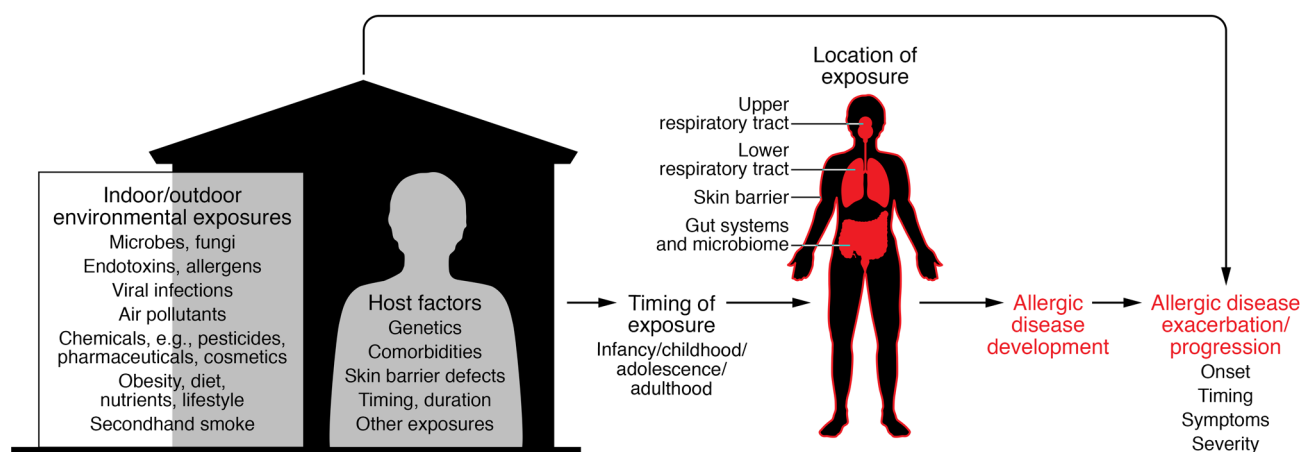 Indoor/outdoor
environmental exposures
Microbes, fungi
Endotoxins, allergens
Viral infections
Air pollutants
Chemicals, e.g., pesticides,
pharmaceuticals, cosmetics
Obesity, diet,
nutrients, lifestyle
Secondhand smoke
Host factors
Genetics
Comorbidities
Skin barrier defects
Timing, duration
Other exposures
Timing of
exposure
Infancy/childhood/
adolescence/
adulthood
Location of
exposure
Upper
respiratory tract
Lower
respiratory tract
Skin barrier
Gut systems
and microbiome
Allergic
disease
development
Allergic disease
exacerbation/
progression
Onset
Timing
Symptoms
Severity